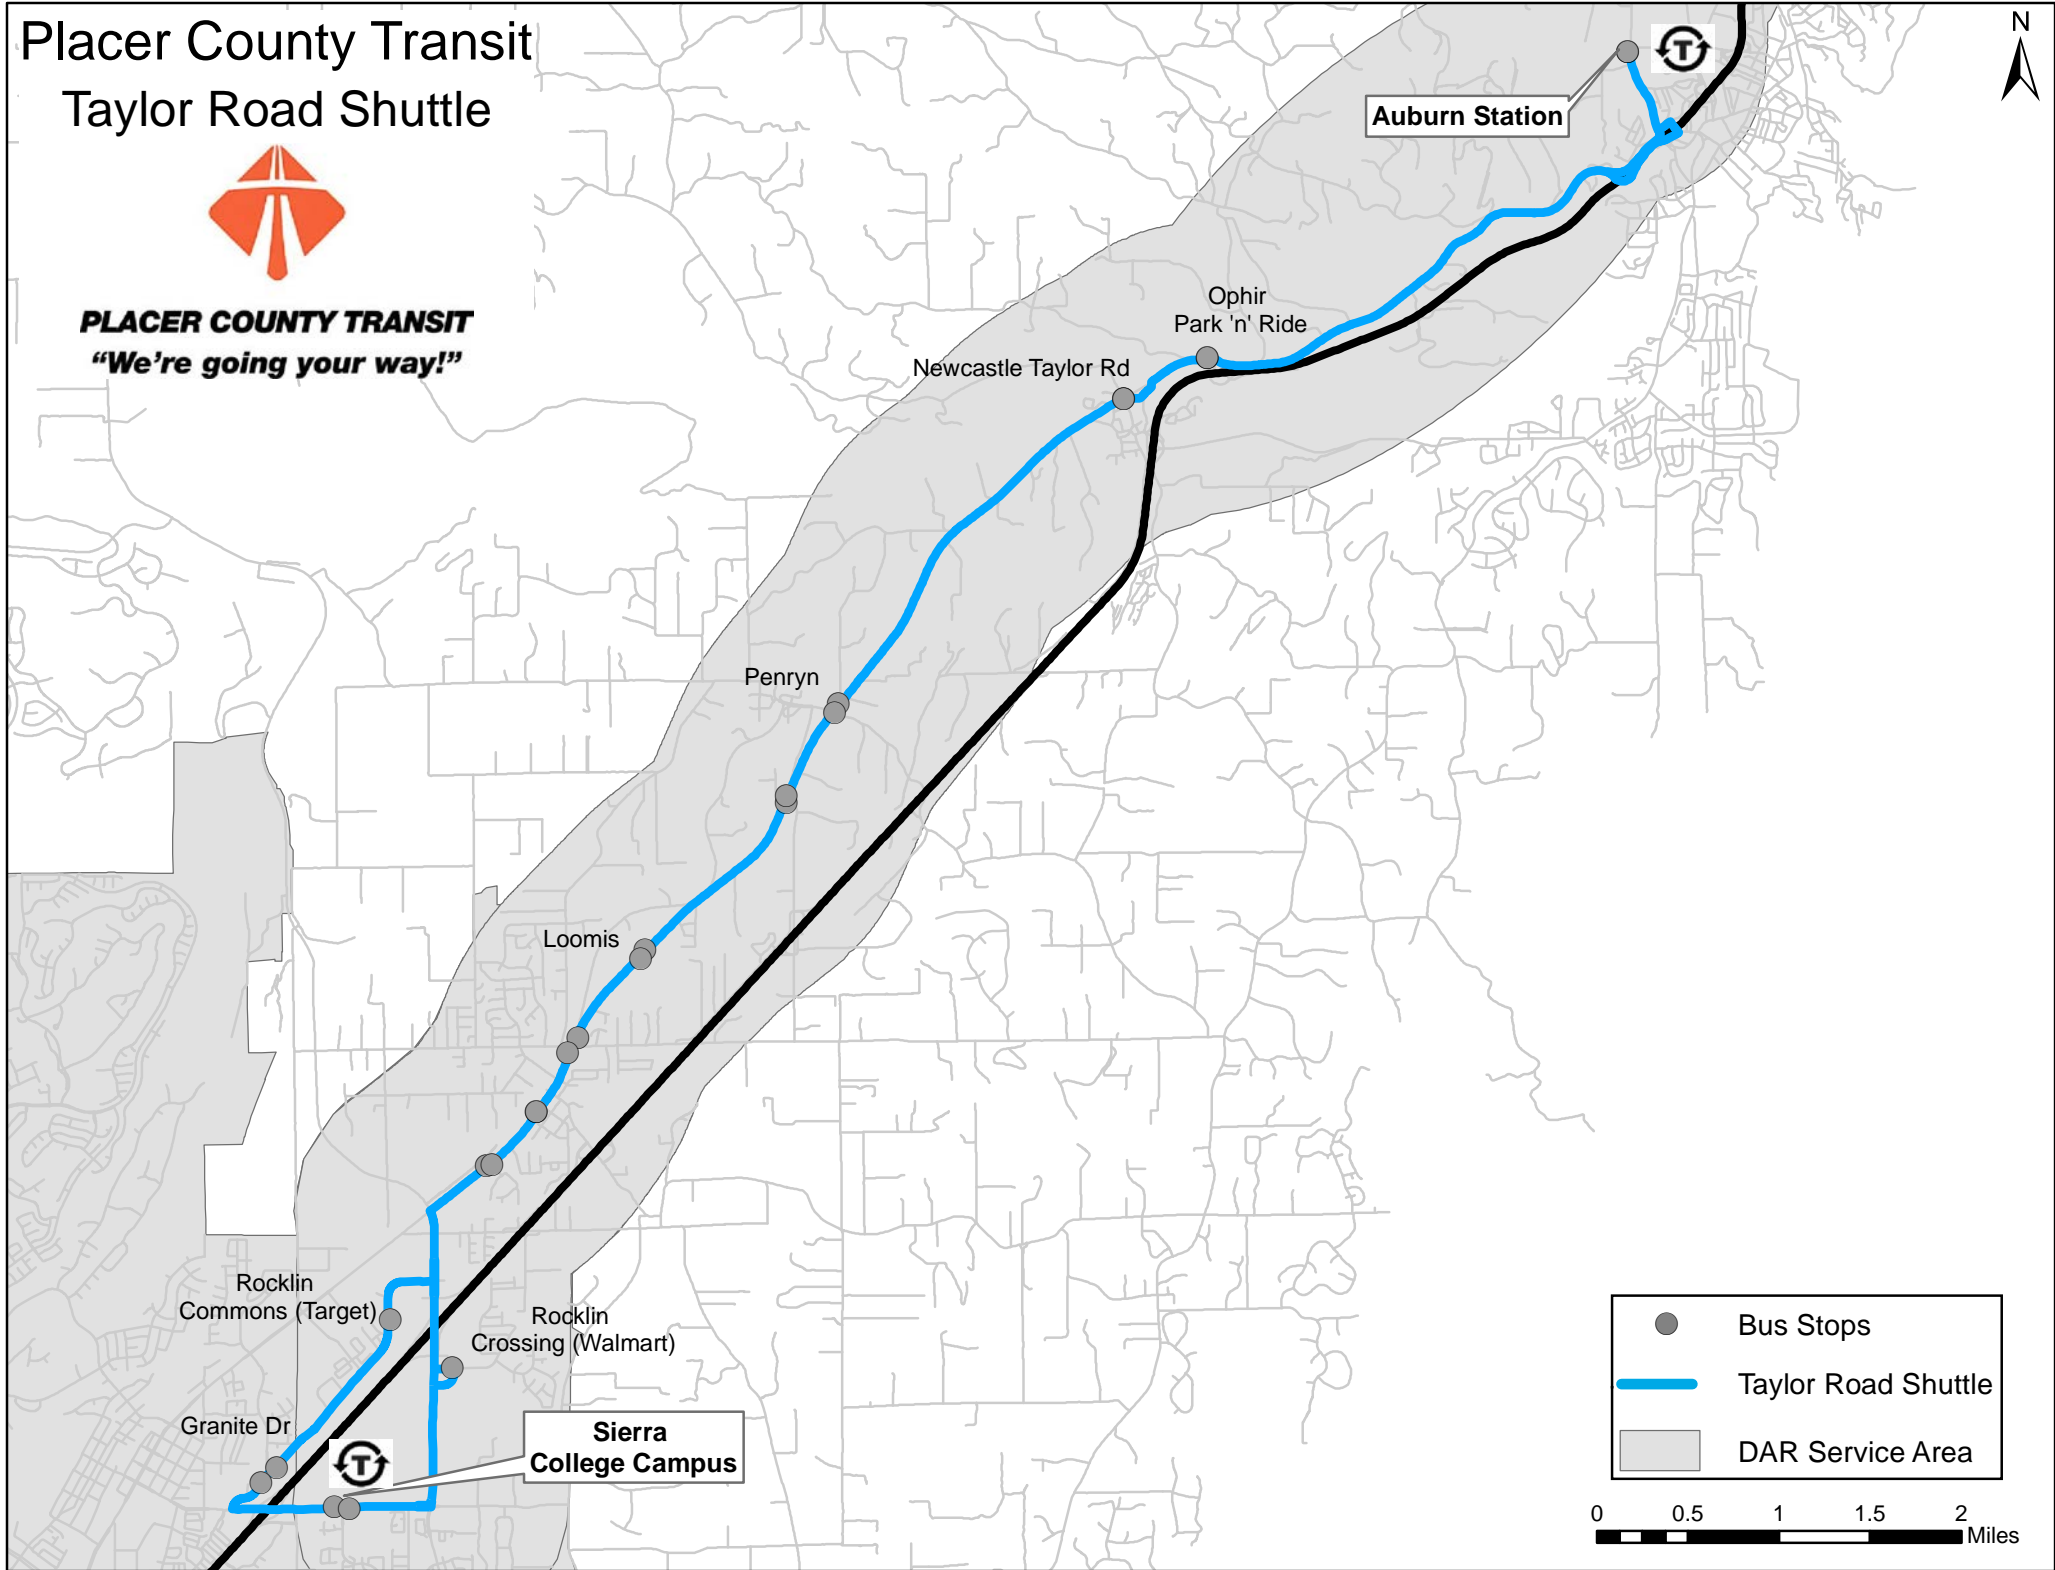 Placer County Transit
Taylor Road Shuttle
PLACER COUNTY TRANSIT
“We’re going your way!”
N
T
Auburn Station
Ophir
Park 'n' Ride
Newcastle Taylor Rd
Penryn
Loomis
Rocklin
Commons (Target)
Rocklin
Crossing (Walmart)
Granite Dr
T
Sierra
College Campus
Bus Stops
Taylor Road Shuttle
DAR Service Area
0 0.5 1 1.5 2
Miles